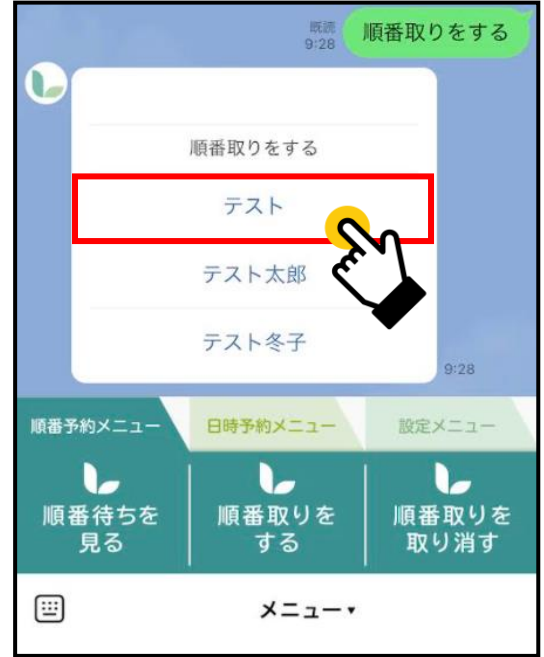 順番取りをする
既読
9:28
順番取りをする
テスト
テスト太郎
テスト冬子
9:28
順番予約メニュー
日時予約メニュー
設定メニュー
順番待ちを
見る
順番取りを
する
順番取りを
取り消す
メニュー▾